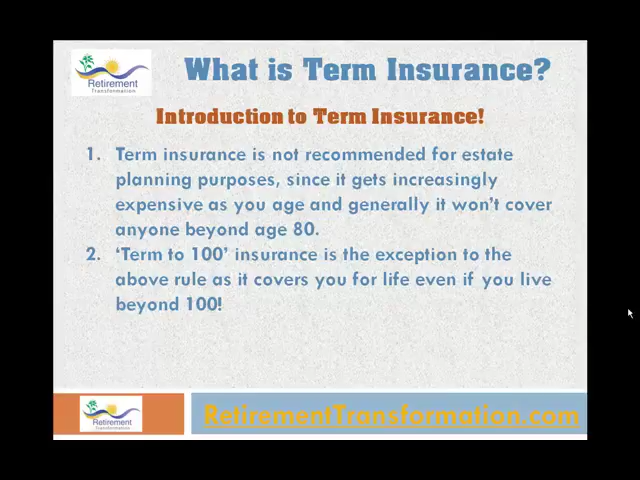 What is Term Insurance?
Retirement
Transformation
Introduction to Term Insurance!
1. Term insurance is not recommended for estate
planning purposes, since it gets increasingly
expensive as you age and generally it won't cover
anyone beyond age 80.
2. 'Term to 100' insurance is the exception to the
above rule as it covers you for life even if you live
beyond 100!
Retirement
Transformation
RetirementTransformation.com